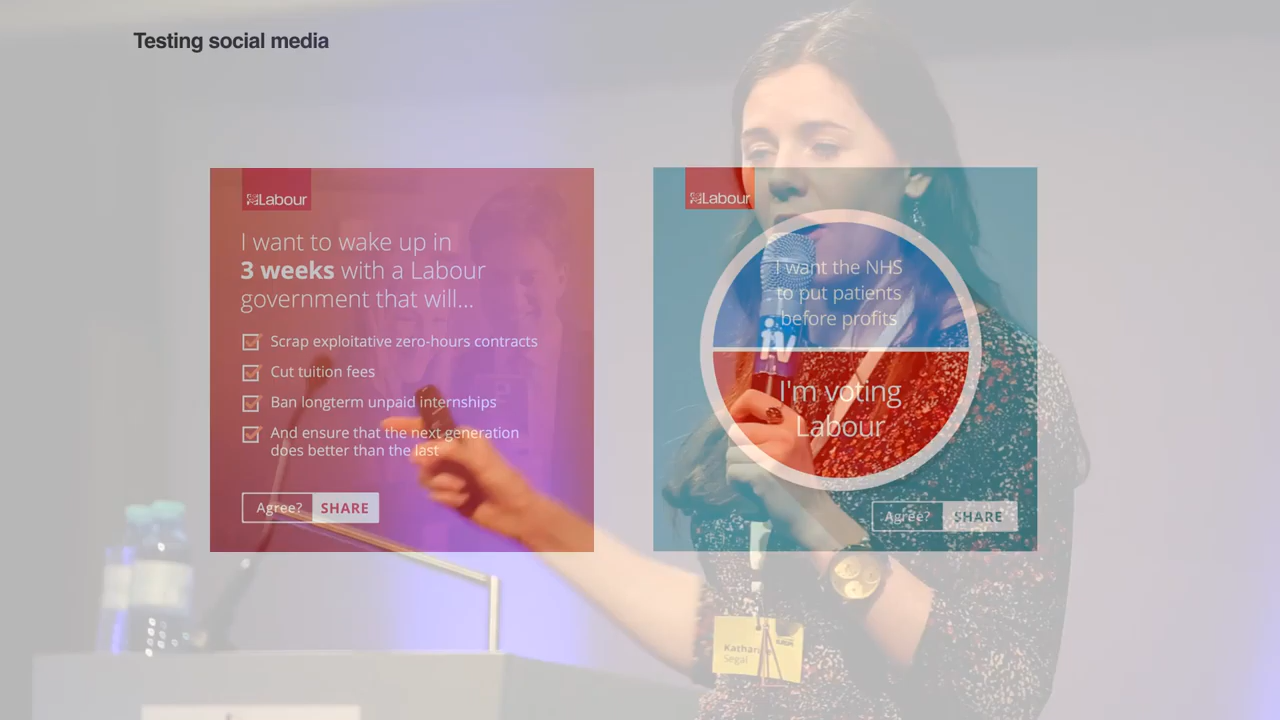 Testing social media
Labour
I want to wake up in
3 weeks with a Labour
government that will...
Scrap exploitative zero-hours contracts
Cut tuition fees
Ban longterm unpaid internships
And ensure that the next generation
does better than the last
Agree? SHARE
Labour
I want the NHS
to put patients
before profits
I'm voting
Labour
Agree? SHARE
Segal